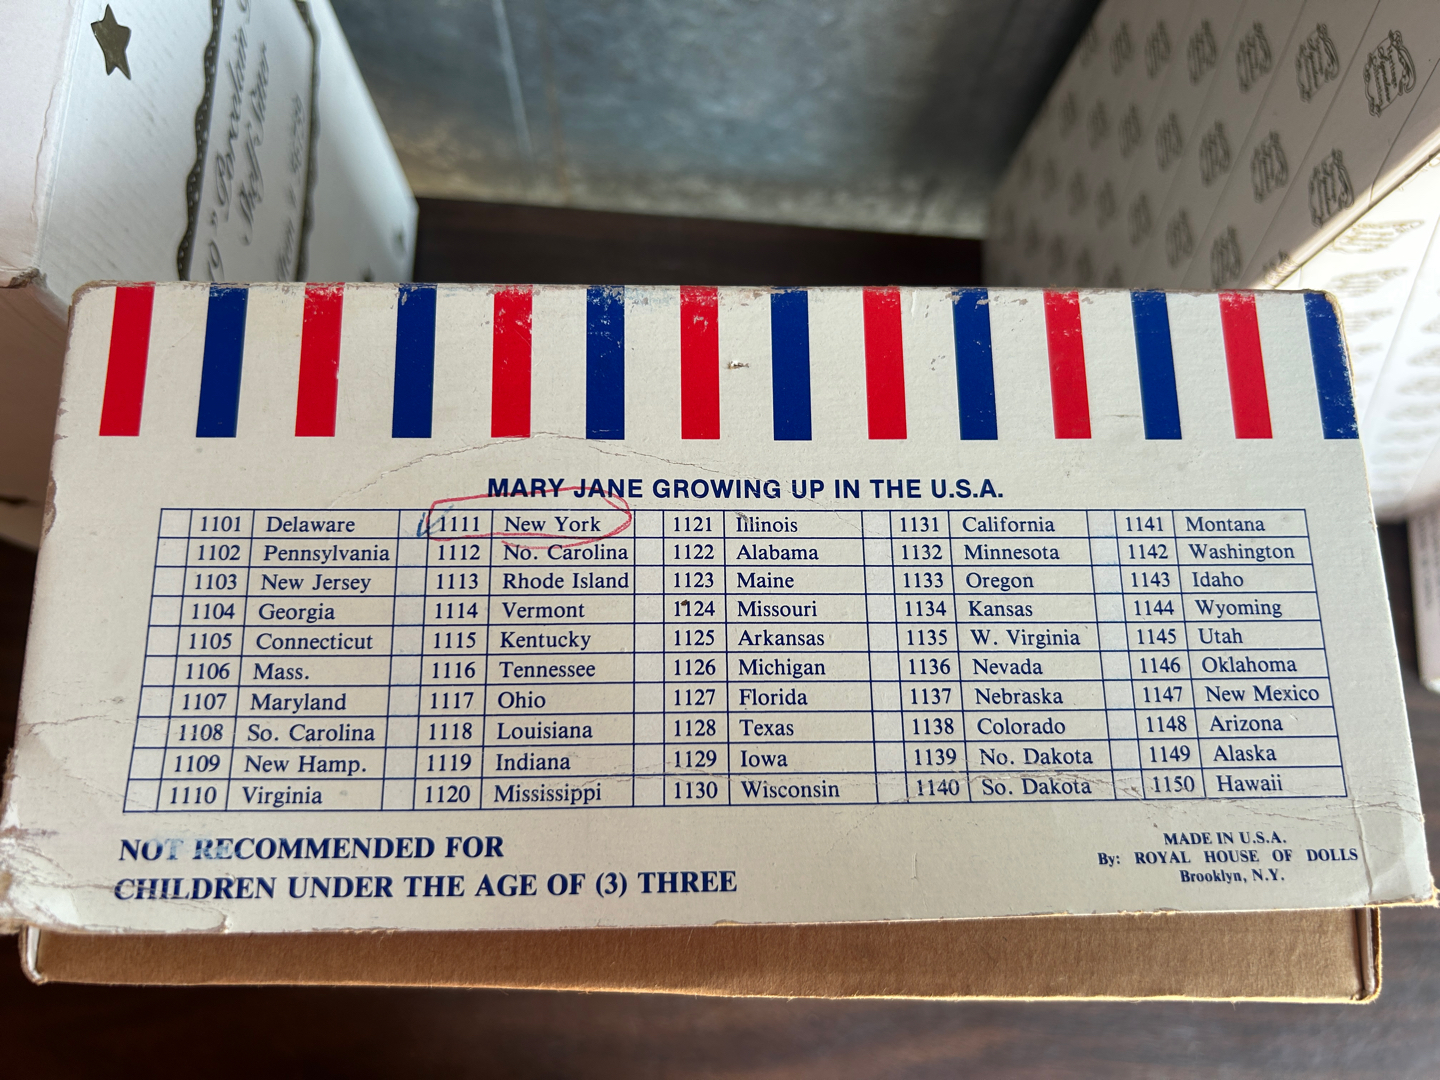 MARY JANE GROWING UP IN THE U.S.A.
1101 Delaware 1111 New York 1121 Illinois 1131 California 1141 Montana
1102 Pennsylvania 1112 No. Carolina 1122 Alabama 1132 Minnesota 1142 Washington
1103 New Jersey 1113 Rhode Island 1123 Maine 1133 Oregon 1143 Idaho
1104 Georgia 1114 Vermont 1124 Missouri 1134 Kansas 1144 Wyoming
1105 Connecticut 1115 Kentucky 1125 Arkansas 1135 W. Virginia 1145 Utah
1106 Mass. 1116 Tennessee 1126 Michigan 1136 Nevada 1146 Oklahoma
1107 Maryland 1117 Ohio 1127 Florida 1137 Nebraska 1147 New Mexico
1108 So. Carolina 1118 Louisiana 1128 Texas 1138 Colorado 1148 Arizona
1109 New Hamp. 1119 Indiana 1129 Iowa 1139 No. Dakota 1149 Alaska
1110 Virginia 1120 Mississippi 1130 Wisconsin 1140 So. Dakota 1150 Hawaii
NOT RECOMMENDED FOR
CHILDREN UNDER THE AGE OF (3) THREE
MADE IN U.S.A.
By: ROYAL HOUSE OF DOLLS
Brooklyn, N.Y.